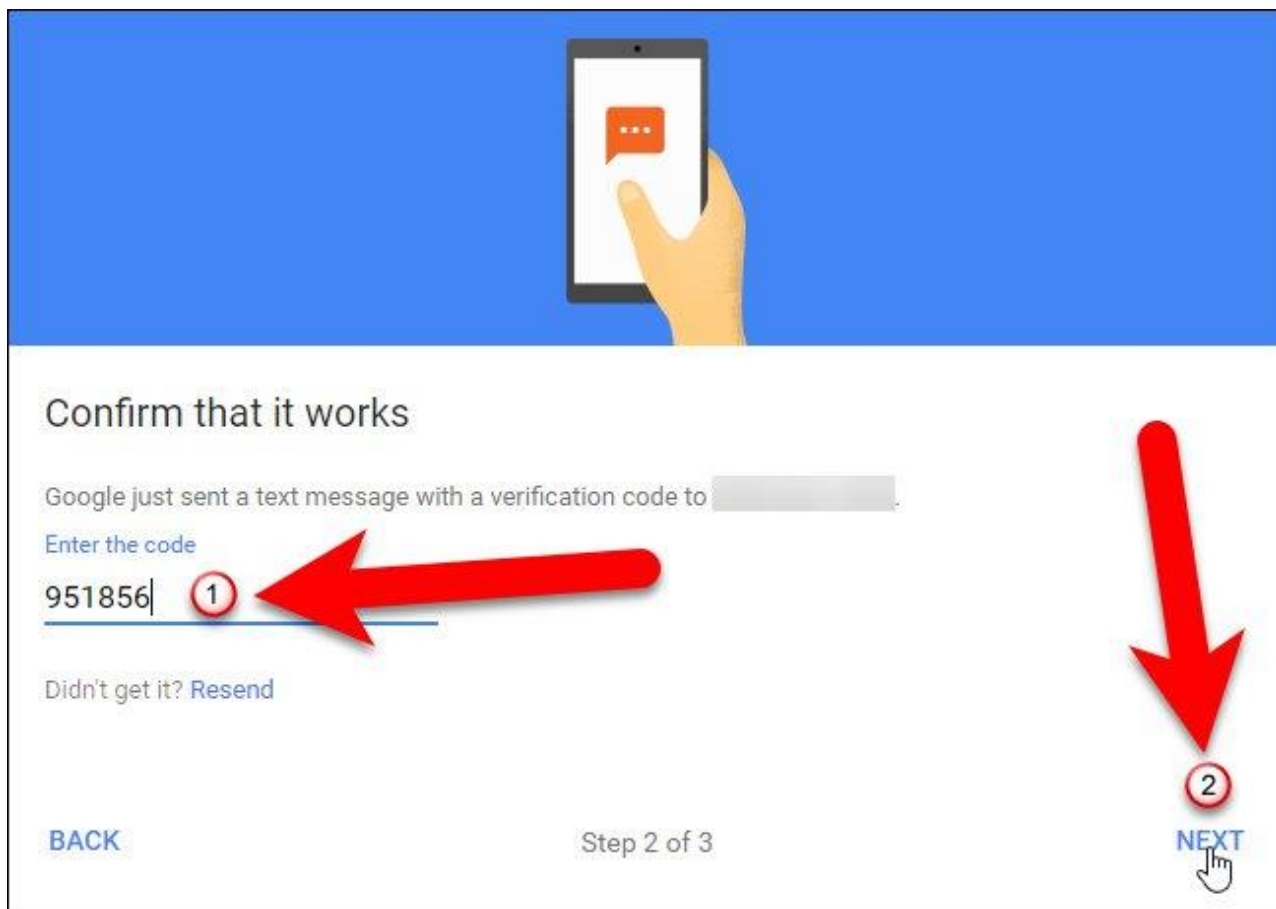 Confirm that it works
Google just sent a text message with a verification code to .
Enter the code
951856 1
Didn't get it? Resend
2
BACK Step 2 of 3 NEXT